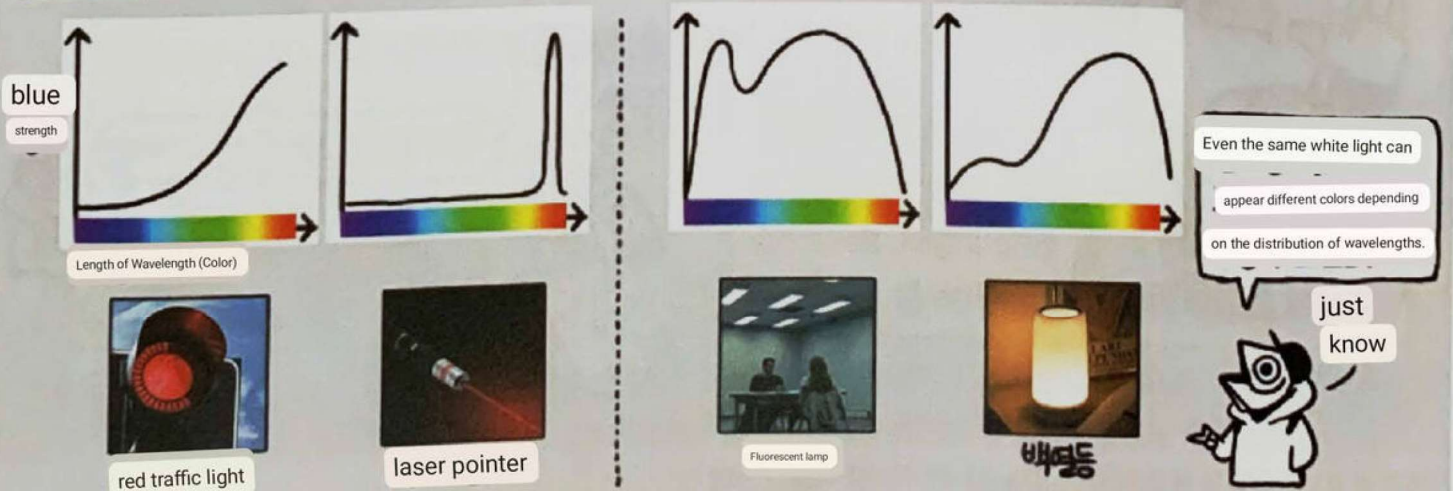 blue
strength
Length of Wavelength (Color)
red traffic light
laser pointer
Fluorescent lamp
백열등
Even the same white light can
appear different colors depending
on the distribution of wavelengths.
just
know